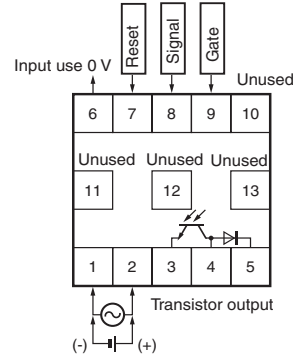 Reset
Signal
Gate
Input use 0 V
Unused
6 7 8 9 10
Unused Unused Unused
11 12 13
1 2 3 4 5
Transistor output
(-) (+)